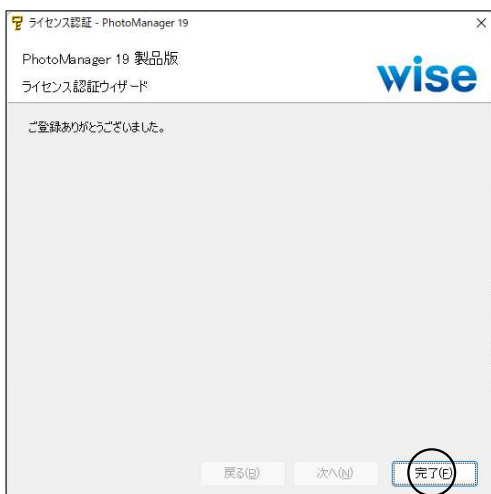 ライセンス認証 - PhotoManager 19
PhotoManager 19 製品版
ライセンス認証ウィザード
wise
ご登録ありがとうございました。
戻る(B) 次へ(N) 完了(F)